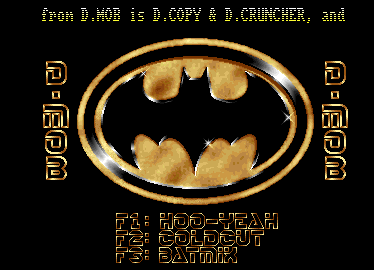 from D.MOB is D.COPY & D.CRUNCHER, and
D-MOB
D-MOB
F1: HOO-YEAH
F2: COLDCUT
F3: BATMIX